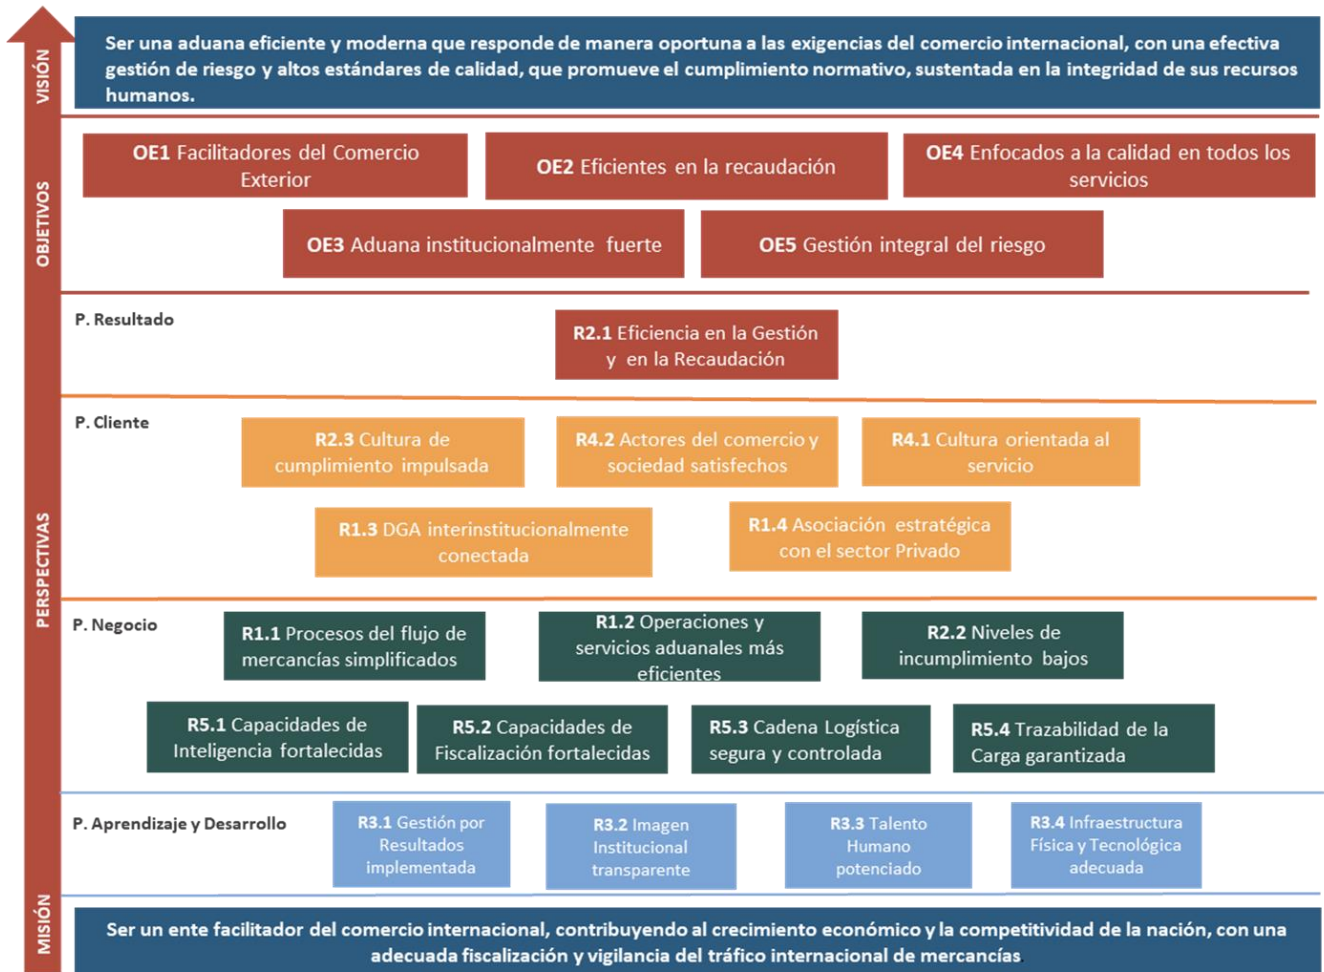 VISIÓN
Ser una aduana eficiente y moderna que responde de manera oportuna a las exigencias del comercio internacional, con una efectiva
gestión de riesgo y altos estándares de calidad, que promueve el cumplimiento normativo, sustentada en la integridad de sus recursos
humanos.
OBJETIVOS
OE1 Facilitadores del Comercio
Exterior
OE2 Eficientes en la recaudación
OE4 Enfocados a la calidad en todos los
servicios
OE3 Aduana institucionalmente fuerte
OE5 Gestión integral del riesgo
PERSPECTIVAS
P. Resultado
R2.1 Eficiencia en la Gestión
y en la Recaudación
P. Cliente
R2.3 Cultura de
cumplimiento impulsada
R4.2 Actores del comercio y
sociedad satisfechos
R4.1 Cultura orientada al
servicio
R1.3 DGA interinstitucionalmente
conectada
R1.4 Asociación estratégica
con el sector Privado
P. Negocio
R1.1 Procesos del flujo de
mercancías simplificados
R1.2 Operaciones y
servicios aduanales más
eficientes
R2.2 Niveles de
incumplimiento bajos
R5.1 Capacidades de
Inteligencia fortalecidas
R5.2 Capacidades de
Fiscalización fortalecidas
R5.3 Cadena Logística
segura y controlada
R5.4 Trazabilidad de la
Carga garantizada
P. Aprendizaje y Desarrollo
R3.1 Gestión por
Resultados
implementada
R3.2 Imagen
Institucional
transparente
R3.3 Talento
Humano
potenciado
R3.4 Infraestructura
Física y Tecnológica
adecuada
MISIÓN
Ser un ente facilitador del comercio internacional, contribuyendo al crecimiento económico y la competitividad de la nación, con una
adecuada fiscalización y vigilancia del tráfico internacional de mercancías.